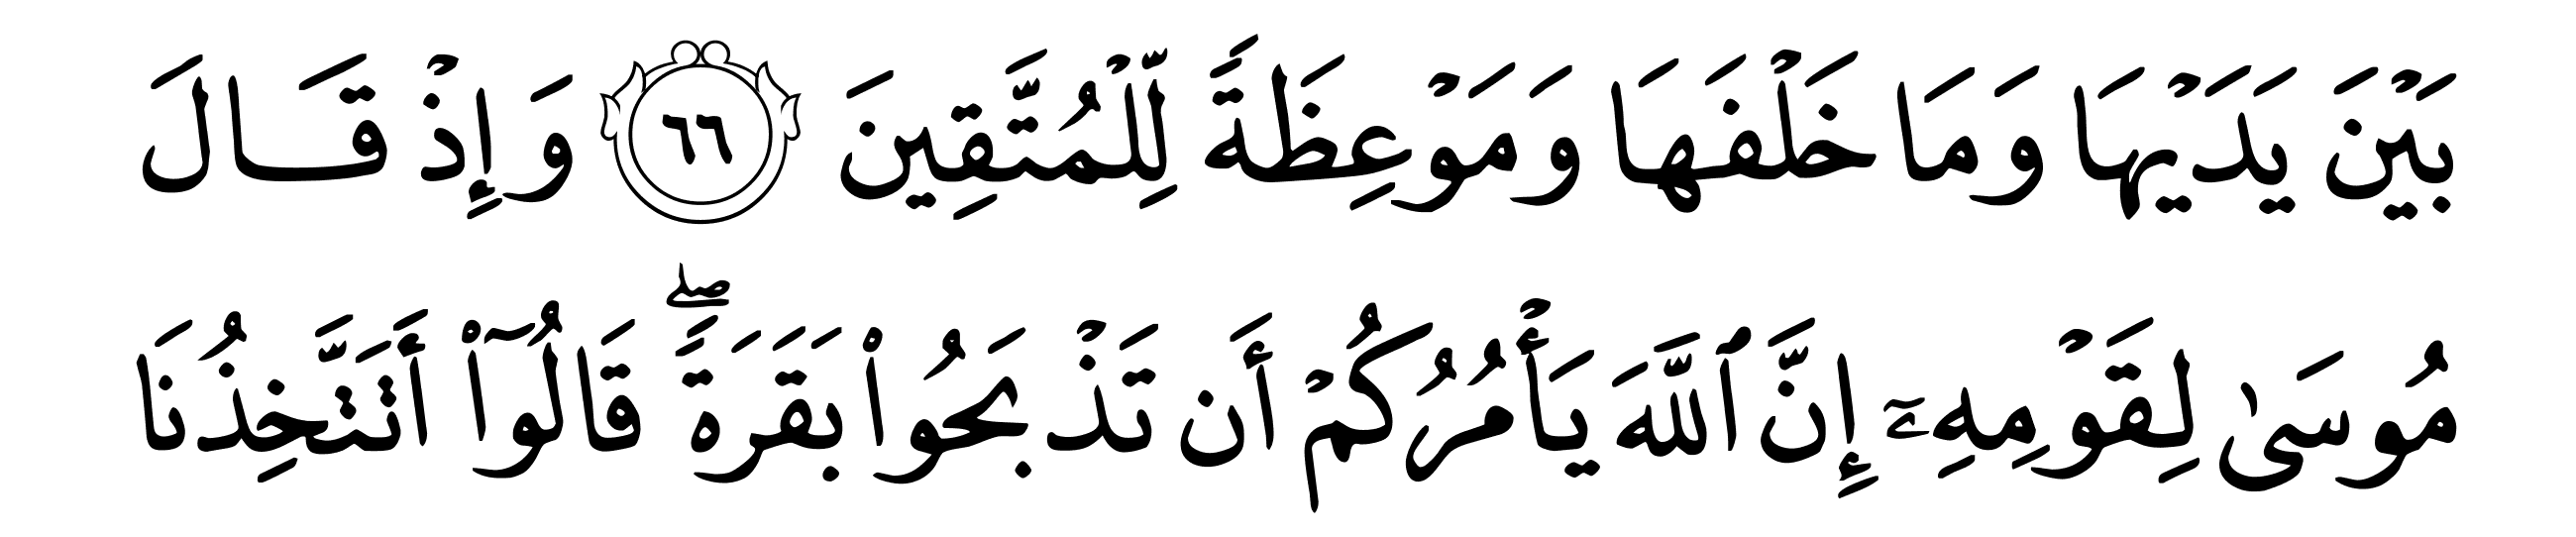 بَيْنَ يَدَيْهَا وَمَا خَلْفَهَا وَمَوْعِظَةً لِّلْمُتَّقِينَ ٦٦ وَإِذْ قَالَ
مُوسَىٰ لِقَوْمِهِۦٓ إِنَّ ٱللَّهَ يَأْمُرُكُمْ أَن تَذْبَحُوا۟ بَقَرَةًۖ قَالُوٓا۟ أَتَتَّخِذُنَا